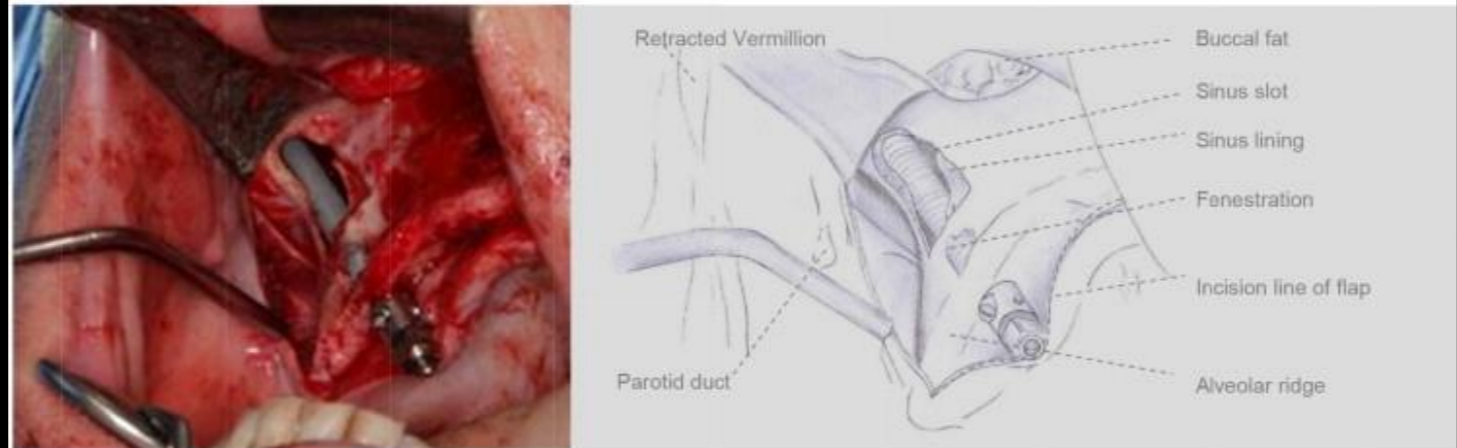 Retracted Vermillion
Buccal fat
Sinus slot
Sinus lining
Fenestration
Incision line of flap
Parotid duct
Alveolar ridge